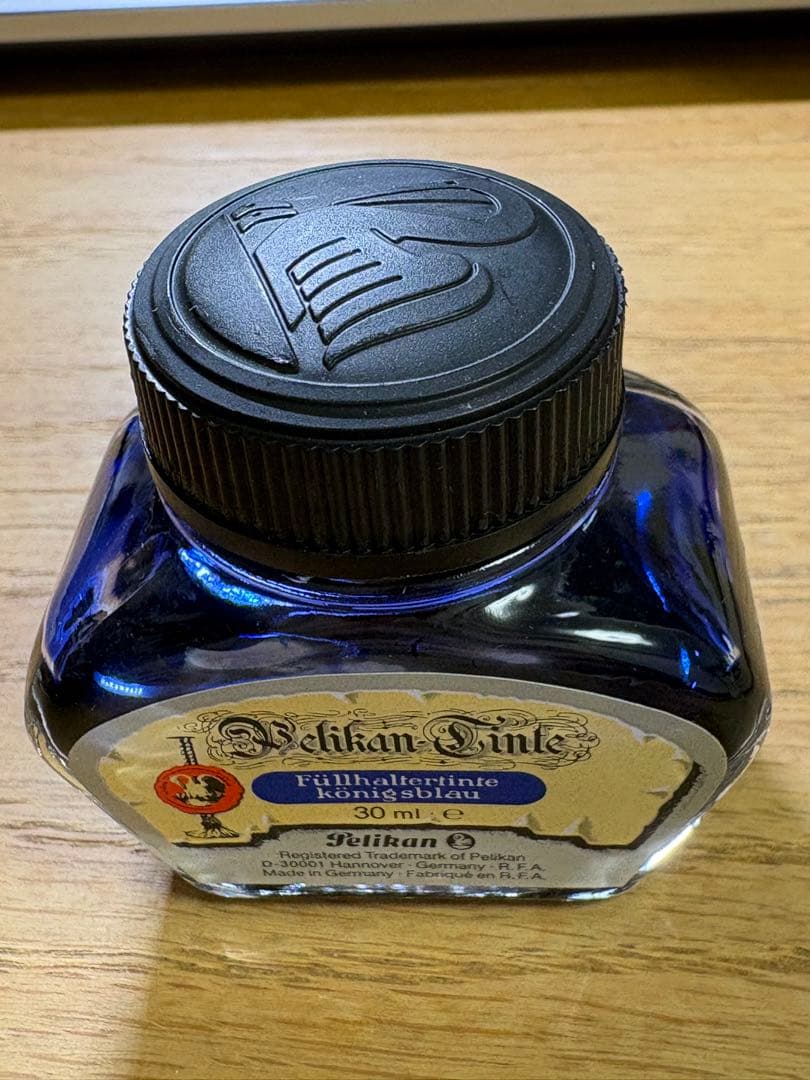 Pelikan-Tinte
Füllhaltertinte
königsblau
30 ml ℮
Pelikan
Registered Trademark of Pelikan
D-30001 Hannover · Germany · R.F.A.
Made in Germany · Fabriqué en R.F.A.